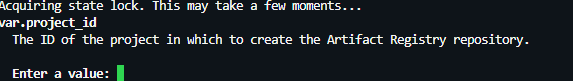 Acquiring state lock. This may take a few moments...
var.project_id
The ID of the project in which to create the Artifact Registry repository.
Enter a value: